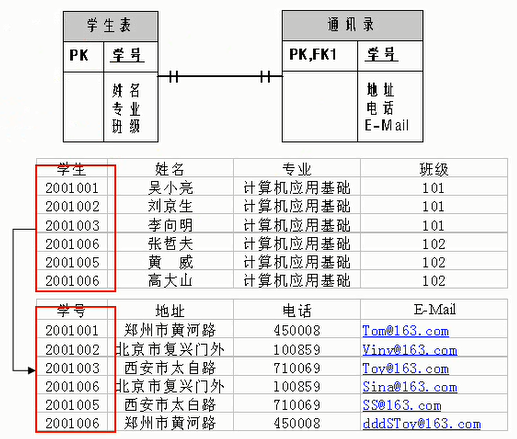 学生表
PK 学号
姓名
专业
班级
通讯录
PK,FK1 学号
地址
电话
E-Mail
学生 姓名 专业 班级
2001001 吴小亮 计算机应用基础 101
2001002 刘京生 计算机应用基础 101
2001003 李向明 计算机应用基础 101
2001006 张哲夫 计算机应用基础 102
2001005 黄 威 计算机应用基础 102
2001006 高大山 计算机应用基础 102
学号 地址 电话 E-Mail
2001001 郑州市黄河路 450008 Tom@163.com
2001002 北京市复兴门外 100859 Viny@163.com
2001003 西安市太白路 710069 Toy@163.com
2001006 北京市复兴门外 100859 Sina@163.com
2001005 西安市太白路 710069 SS@163.com
2001006 郑州市黄河路 450008 dddSToy@163.com